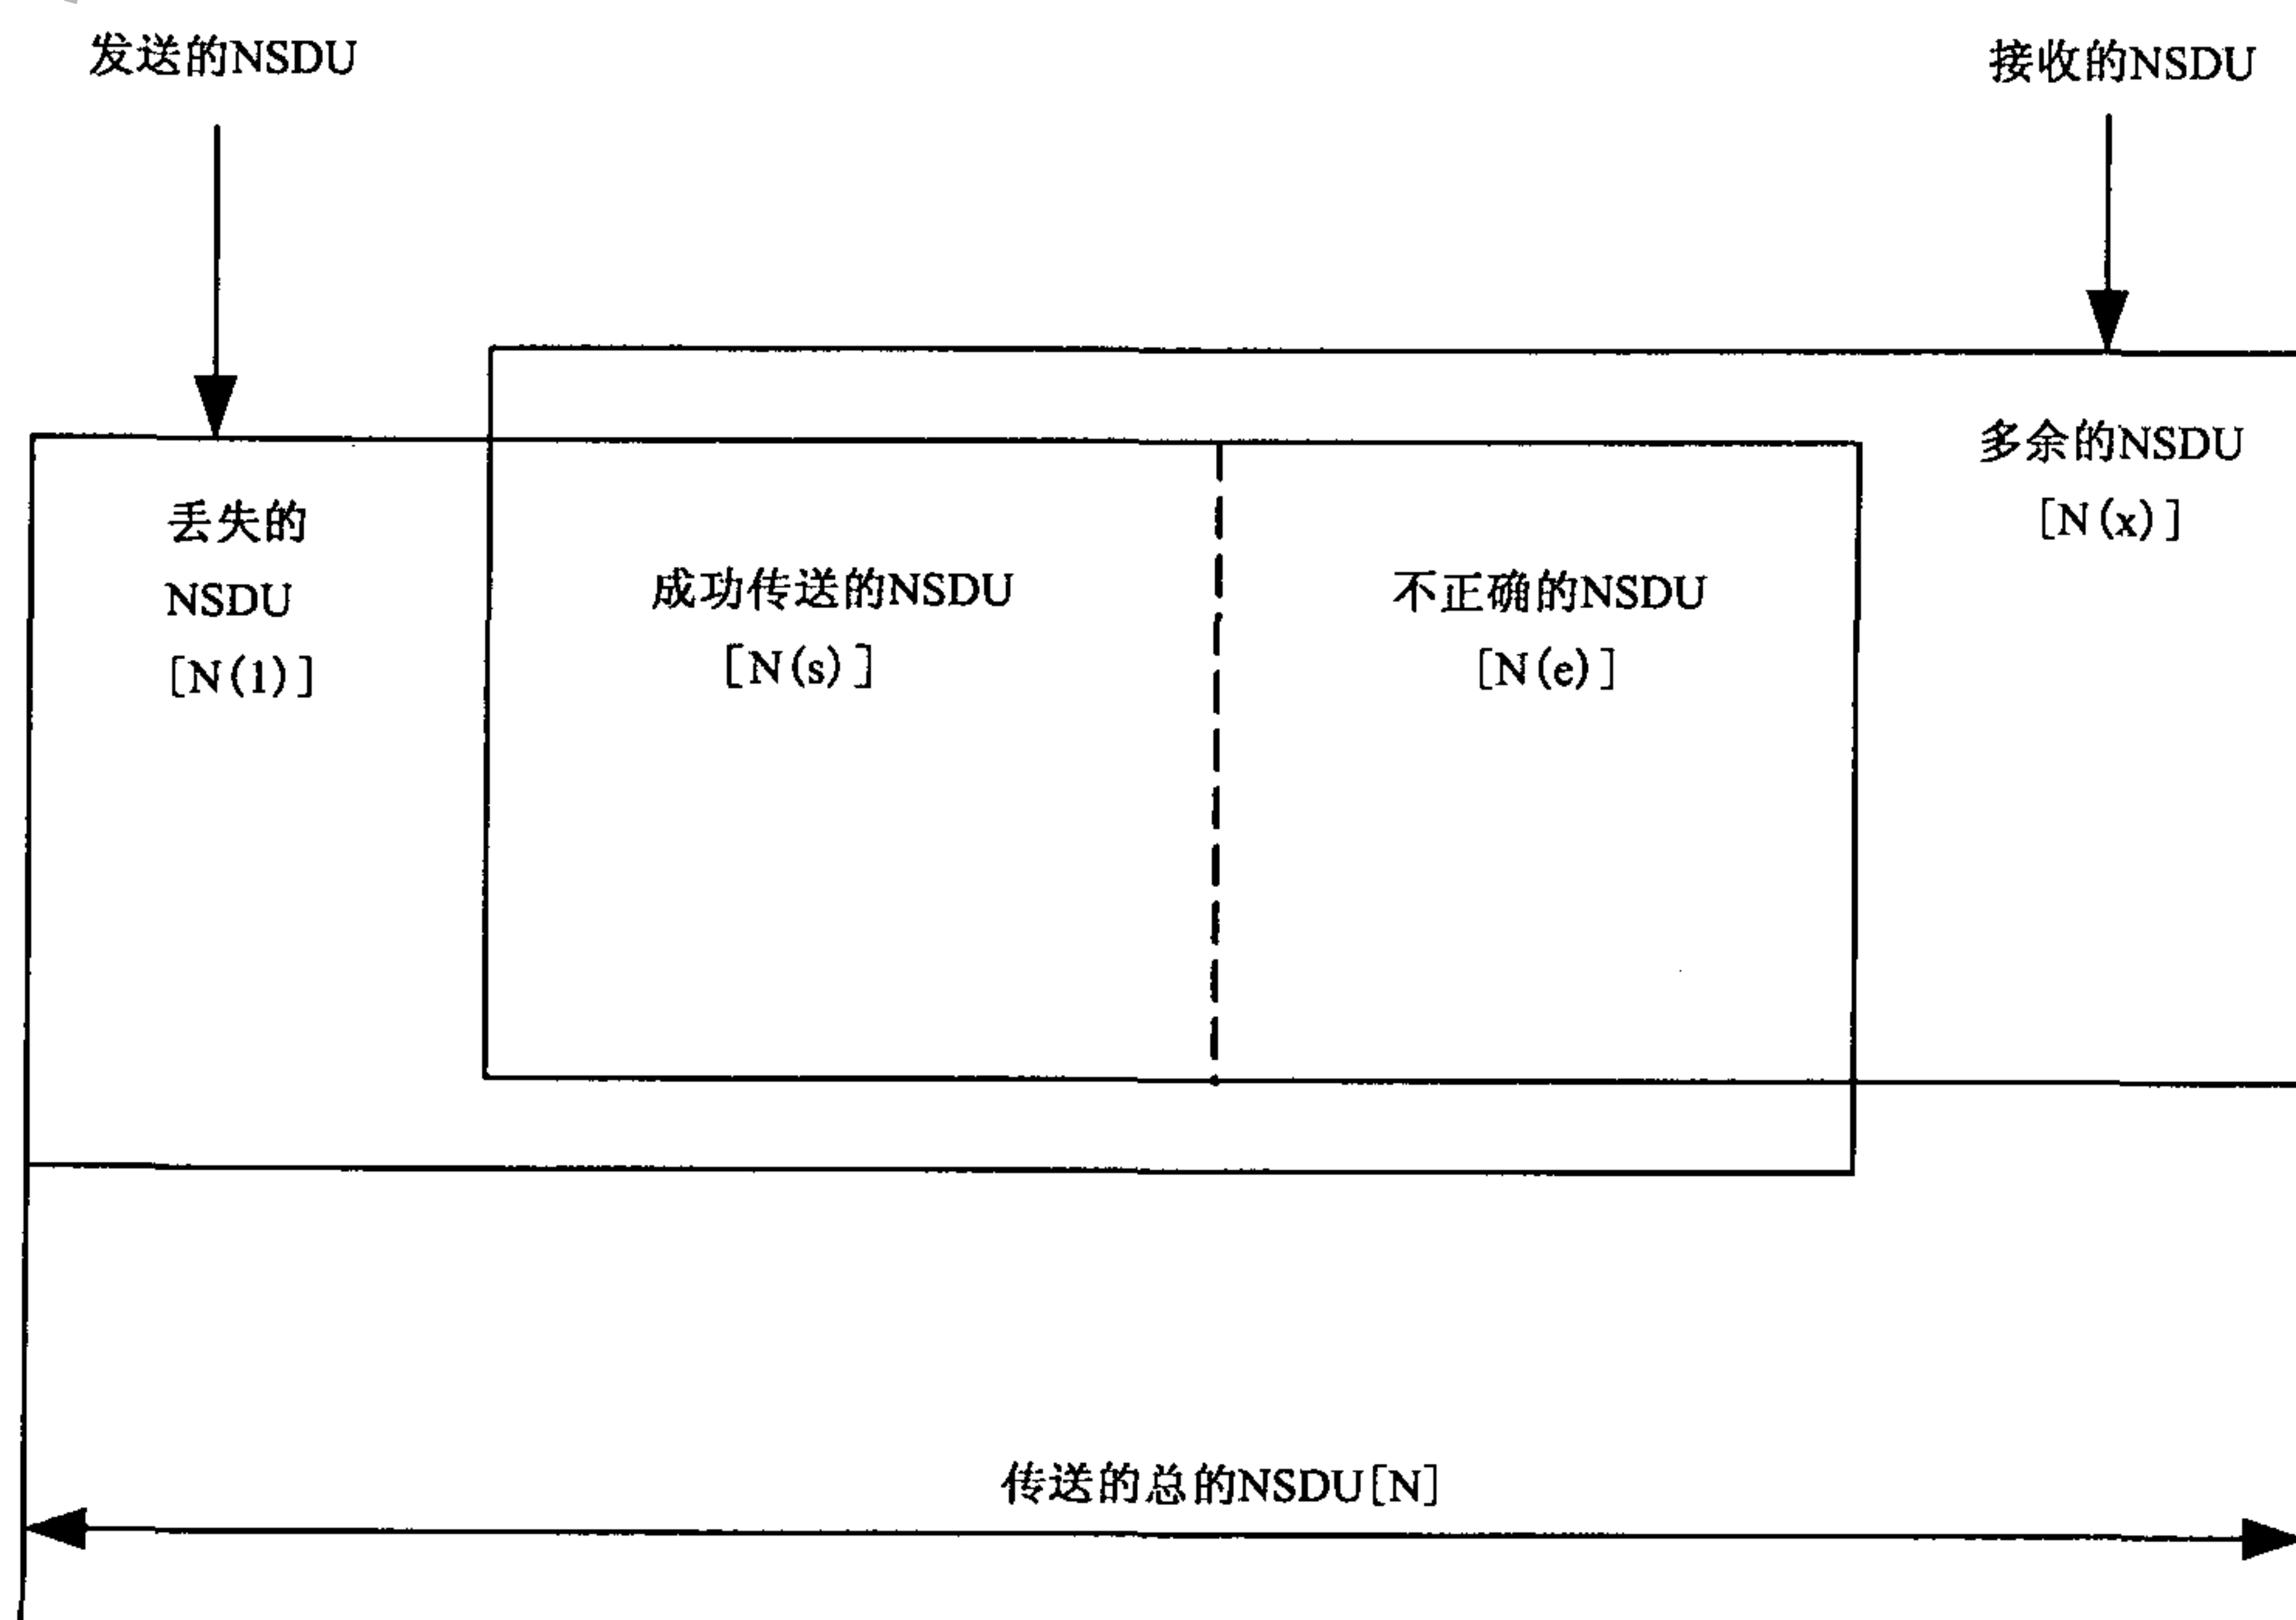 发送的NSDU
接收的NSDU
多余的NSDU
[N(x)]
丢失的
NSDU
[N(1)]
成功传送的NSDU
[N(s)]
不正确的NSDU
[N(e)]
传送的总的NSDU[N]